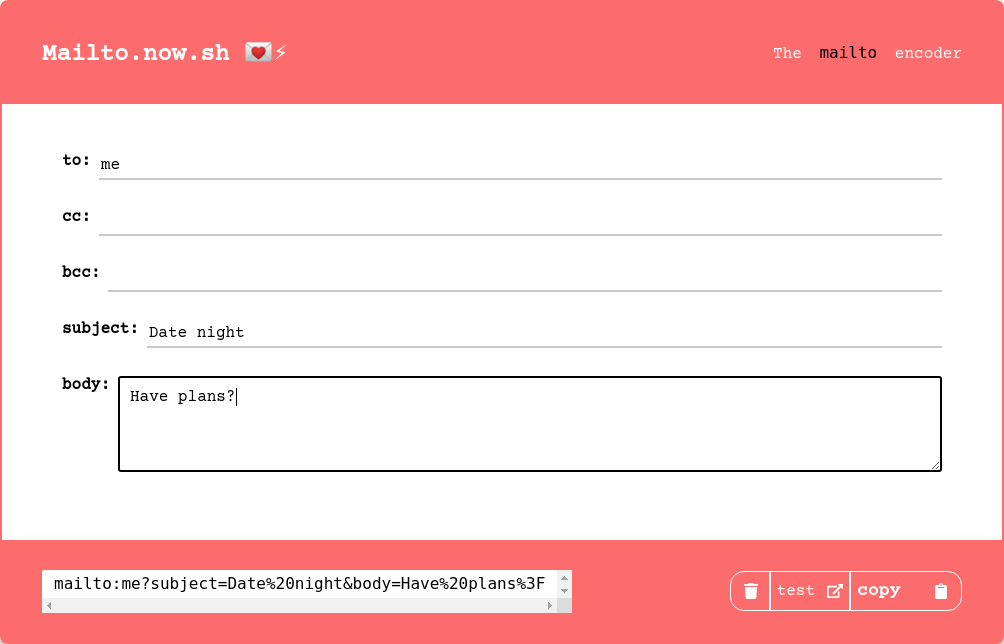 Mailto.now.sh 💌⚡
The mailto encoder
to: me
cc:
bcc:
subject: Date night
body: Have plans?
mailto:me?subject=Date%20night&body=Have%20plans%3F
test
copy